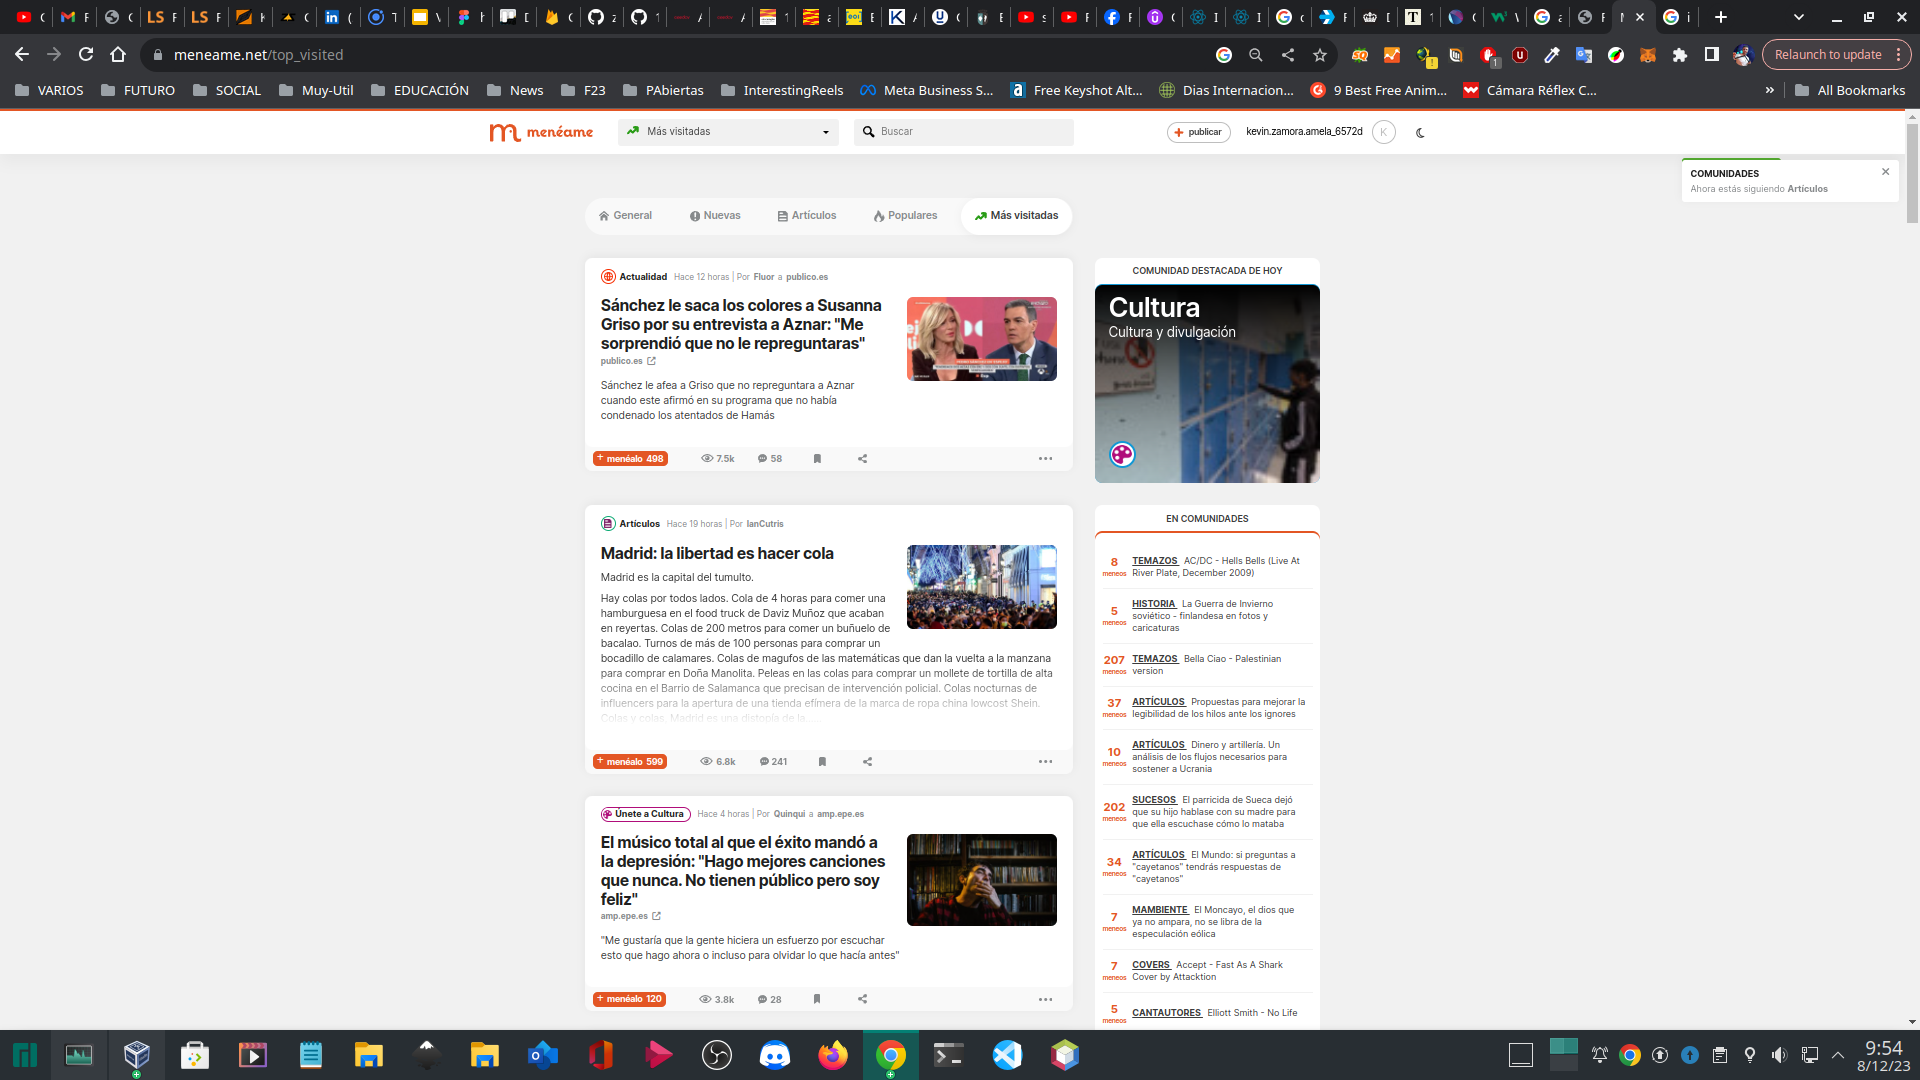 meneame.net/top_visited
Relaunch to update
VARIOS
FUTURO
SOCIAL
Muy-Util
EDUCACIÓN
News
F23
PAbiertas
InterestingReels
Meta Business S...
Free Keyshot Alt...
Dias Internacion...
9 Best Free Anim...
Cámara Réflex C...
»
All Bookmarks
menéame
Más visitadas
Buscar
+ publicar
kevin.zamora.amela_6572d
K
COMUNIDADES
Ahora estás siguiendo Artículos
General
Nuevas
Artículos
Populares
Más visitadas
Actualidad Hace 12 horas | Por Fluor a publico.es
Sánchez le saca los colores a Susanna
Griso por su entrevista a Aznar: "Me
sorprendió que no le repreguntaras"
publico.es
Sánchez le afea a Griso que no repreguntara a Aznar
cuando este afirmó en su programa que no había
condenado los atentados de Hamás
+ menéalo 498
7.5k
58
Artículos Hace 19 horas | Por IanCutris
Madrid: la libertad es hacer cola
Madrid es la capital del tumulto.
Hay colas por todos lados. Cola de 4 horas para comer una
hamburguesa en el food truck de Daviz Muñoz que acaban
en reyertas. Colas de 200 metros para comer un buñuelo de
bacalao. Turnos de más de 100 personas para comprar un
bocadillo de calamares. Colas de magufos de las matemáticas que dan la vuelta a la manzana
para comprar en Doña Manolita. Peleas en las colas para comprar un mollete de tortilla de alta
cocina en el Barrio de Salamanca que precisan de intervención policial. Colas nocturnas de
influencers para la apertura de una tienda efímera de la marca de ropa china lowcost Shein.
Colas y colas, Madrid es una distopía de la......
+ menéalo 599
6.8k
241
Únete a Cultura Hace 4 horas | Por Quinqui a amp.epe.es
El músico total al que el éxito mandó a
la depresión: "Hago mejores canciones
que nunca. No tienen público pero soy
feliz"
amp.epe.es
"Me gustaría que la gente hiciera un esfuerzo por escuchar
esto que hago ahora o incluso para olvidar lo que hacía antes"
+ menéalo 120
3.8k
28
COMUNIDAD DESTACADA DE HOY
Cultura
Cultura y divulgación
EN COMUNIDADES
8 meneos
TEMAZOS AC/DC - Hells Bells (Live At
River Plate, December 2009)
5 meneos
HISTORIA La Guerra de Invierno
soviético - finlandesa en fotos y
caricaturas
207 meneos
TEMAZOS Bella Ciao - Palestinian
version
37 meneos
ARTÍCULOS Propuestas para mejorar la
legibilidad de los hilos ante los ignores
10 meneos
ARTÍCULOS Dinero y artillería. Un
análisis de los flujos necesarios para
sostener a Ucrania
202 meneos
SUCESOS El parricida de Sueca dejó
que su hijo hablase con su madre para
que ella escuchase cómo lo mataba
34 meneos
ARTÍCULOS El Mundo: si preguntas a
"cayetanos" tendrás respuestas de
"cayetanos"
7 meneos
MAMBIENTE El Moncayo, el dios que
ya no ampara, no se libra de la
especulación eólica
7 meneos
COVERS Accept - Fast As A Shark
Cover by Attacktion
5 meneos
CANTAUTORES Elliott Smith - No Life
9:54
8/12/23